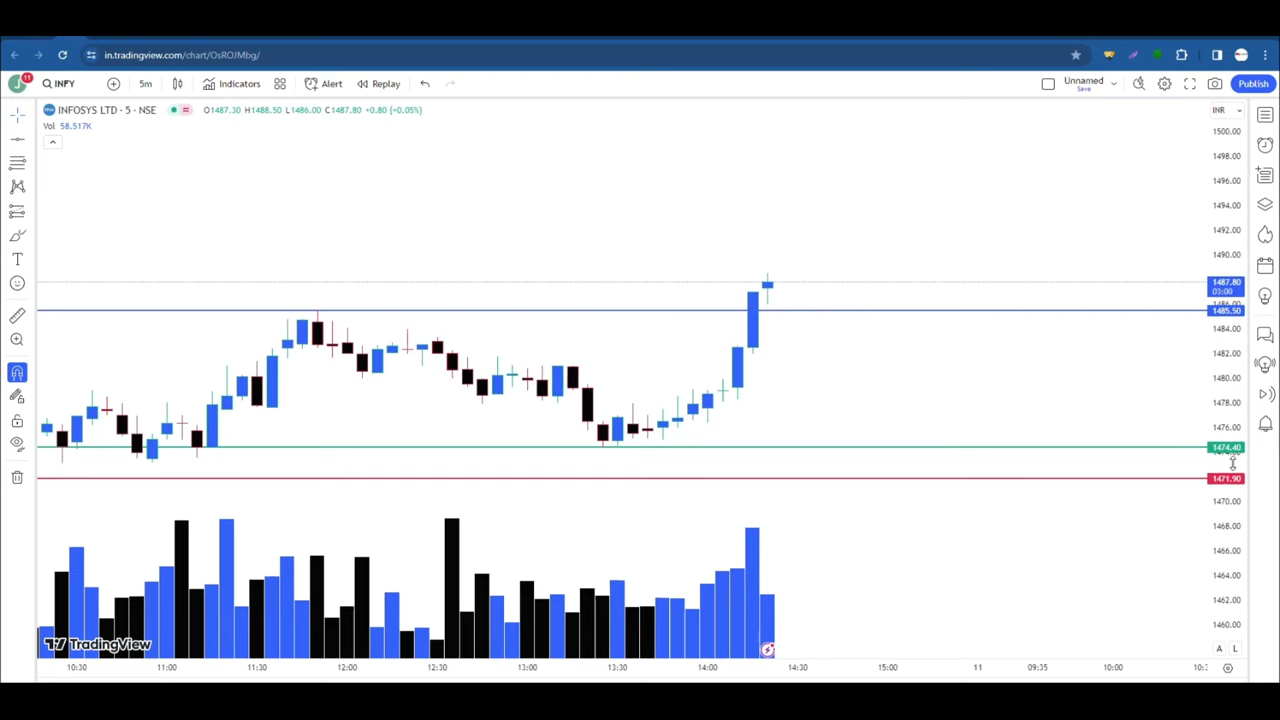 in.tradingview.com/chart/OsROJMbg/
11
J
INFY
5m
Indicators
Alert
Replay
Unnamed
Save
Publish
INFOSYS LTD · 5 · NSE
O1487.30 H1488.50 L1486.00 C1487.80 +0.80 (+0.05%)
Vol 58.517K
INR
1500.00
1498.00
1496.00
1494.00
1492.00
1490.00
1487.80
03:00
1485.50
1484.00
1482.00
1480.00
1478.00
1476.00
1474.40
1471.90
1470.00
1468.00
1466.00
1464.00
1462.00
1460.00
TradingView
A L
10:30 11:00 11:30 12:00 12:30 13:00 13:30 14:00 14:30 15:00 11 09:35 10:00